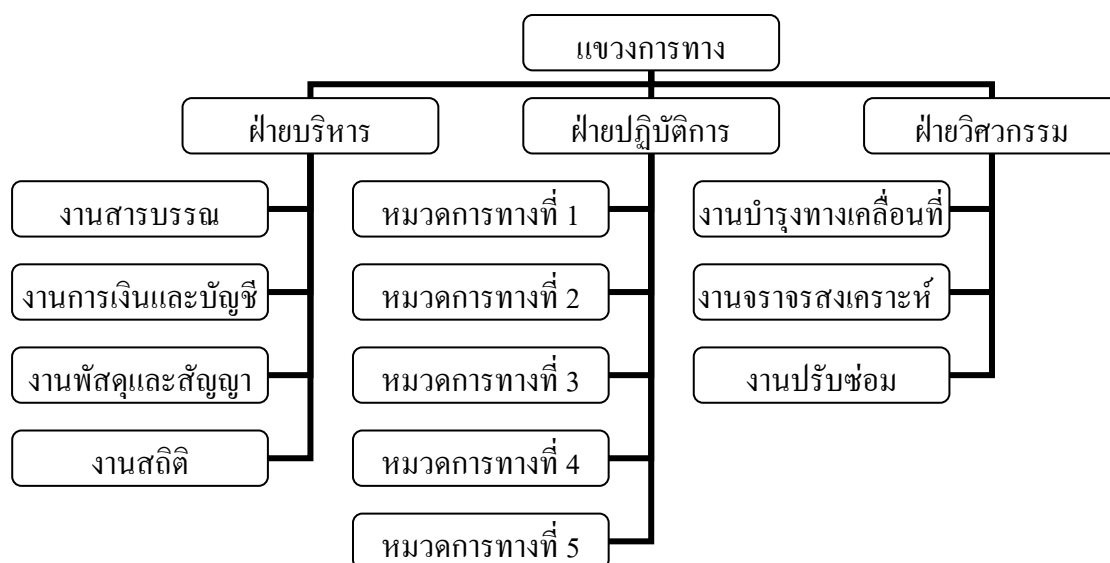 แขวงการทาง
ฝ่ายบริหาร
งานสารบรรณ
งานการเงินและบัญชี
งานพัสดุและสัญญา
งานสถิติ
ฝ่ายปฏิบัติการ
หมวดการทางที่ 1
หมวดการทางที่ 2
หมวดการทางที่ 3
หมวดการทางที่ 4
หมวดการทางที่ 5
ฝ่ายวิศวกรรม
งานบำรุงทางเคลื่อนที่
งานจราจรสงเคราะห์
งานปรับซ่อม